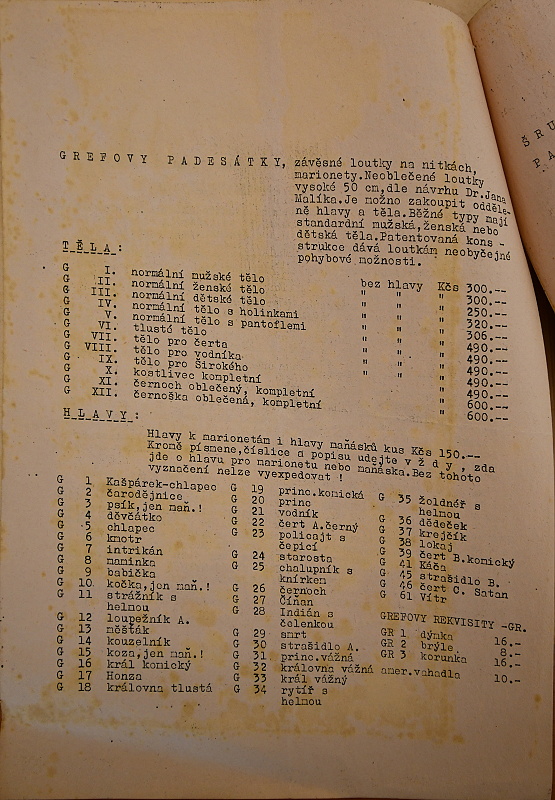 GREFOVY PADESÁTKY, závěsné loutky na nitkách,
marionety.Neoblečené loutky
vysoké 50 cm,dle návrhu Dr.Jana
Malíka.Je možno zakoupit odděle-
ně hlavy a těla.Běžné typy mají
standardní mužská,ženská nebo
dětská těla.Patentovaná kons -
strukce dává loutkám neobyčejné
pohybové možnosti.
TĚLA:
G I. normální mužské tělo bez hlavy Kčs 300.--
G II. normální ženské tělo " " " 300.--
G III. normální dětské tělo " " " 250.--
G IV. normální tělo s holinkami " " " 320.--
G V. normální tělo s pantoflemi " " " 306.--
G VI. tlusté tělo " " " 490.--
G VII. tělo pro čerta " " " 490.--
G VIII. tělo pro vodníka " " " 490.--
G IX. tělo pro Širokého " " " 490.--
G X. kostlivec kompletní " 490.--
G XI. černoch oblečený, kompletní " 600.--
G XII. černoška oblečená, kompletní " 600.--
HLAVY:
Hlavy k marionetám i hlavy maňásků kus Kčs 150.--
Kromě písmene,číslice a popisu udejte v ž d y , zda
jde o hlavu pro marionetu nebo maňáska.Bez tohoto
vyznačení nelze vyexpedovat !
G 1 Kašpárek-chlapec
G 2 čarodějnice
G 3 psík,jen maň.!
G 4 děvčátko
G 5 chlapec
G 6 kmotr
G 7 intrikán
G 8 maminka
G 9 babička
G 10 kočka,jen maň.!
G 11 strážník s
helmou
G 12 loupežník A.
G 13 měšťák
G 14 kouzelník
G 15 koza,jen maň.!
G 16 král komický
G 17 Honza
G 18 královna tlustá
G 19 princ.komická
G 20 princ
G 21 vodník
G 22 čert A.černý
G 23 policajt s
čepicí
G 24 starosta
G 25 chalupník s
knírkem
G 26 černoch
G 27 Číňan
G 28 Indián s
čelenkou
G 29 smrt
G 30 strašidlo A.
G 31 princ.vážná
G 32 královna vážná
G 33 král vážný
G 34 rytíř s
helmou
G 35 žoldnéř s
helmou
G 36 dědeček
G 37 krejčík
G 38 lokaj
G 39 čert B.komický
G 41 Káča
G 45 strašidlo B.
G 46 čert C. Satan
G 61 Vítr
GREFOVY REKVISITY -GR.
GR 1 dýmka 16.--
GR 2 brýle 8.--
GR 3 korunka 16.--
amer.vahadla 10.--
ŠRU
PA